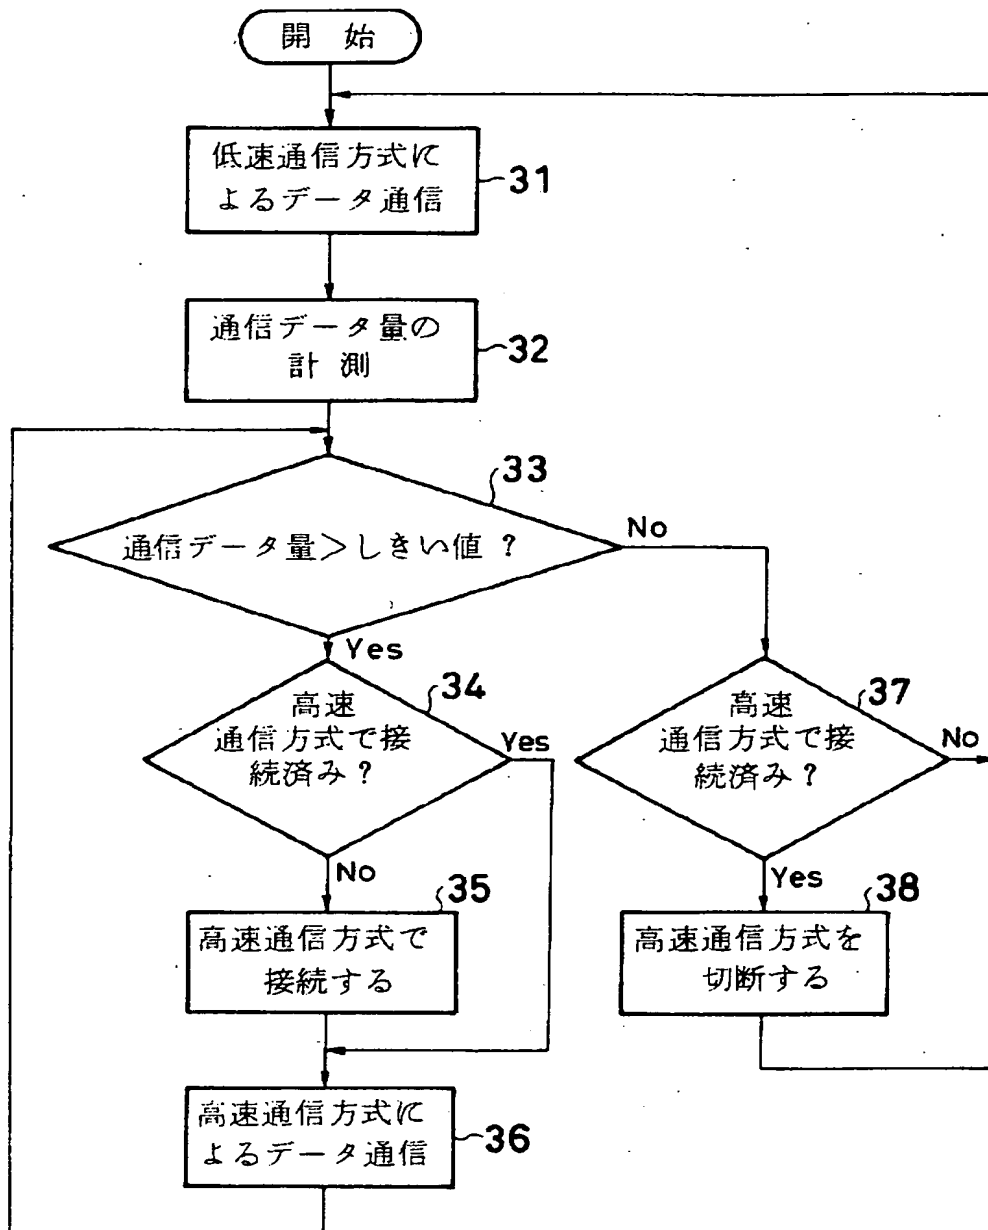 開 始
低速通信方式に
よるデータ通信
31
通信データ量の
計 測
32
33
通信データ量>しきい値 ?
No
Yes
34
高速
通信方式で接
続済み?
Yes
No
37
高速
通信方式で接
続済み?
No
Yes
35
高速通信方式で
接続する
38
高速通信方式を
切断する
高速通信方式に
よるデータ通信
36